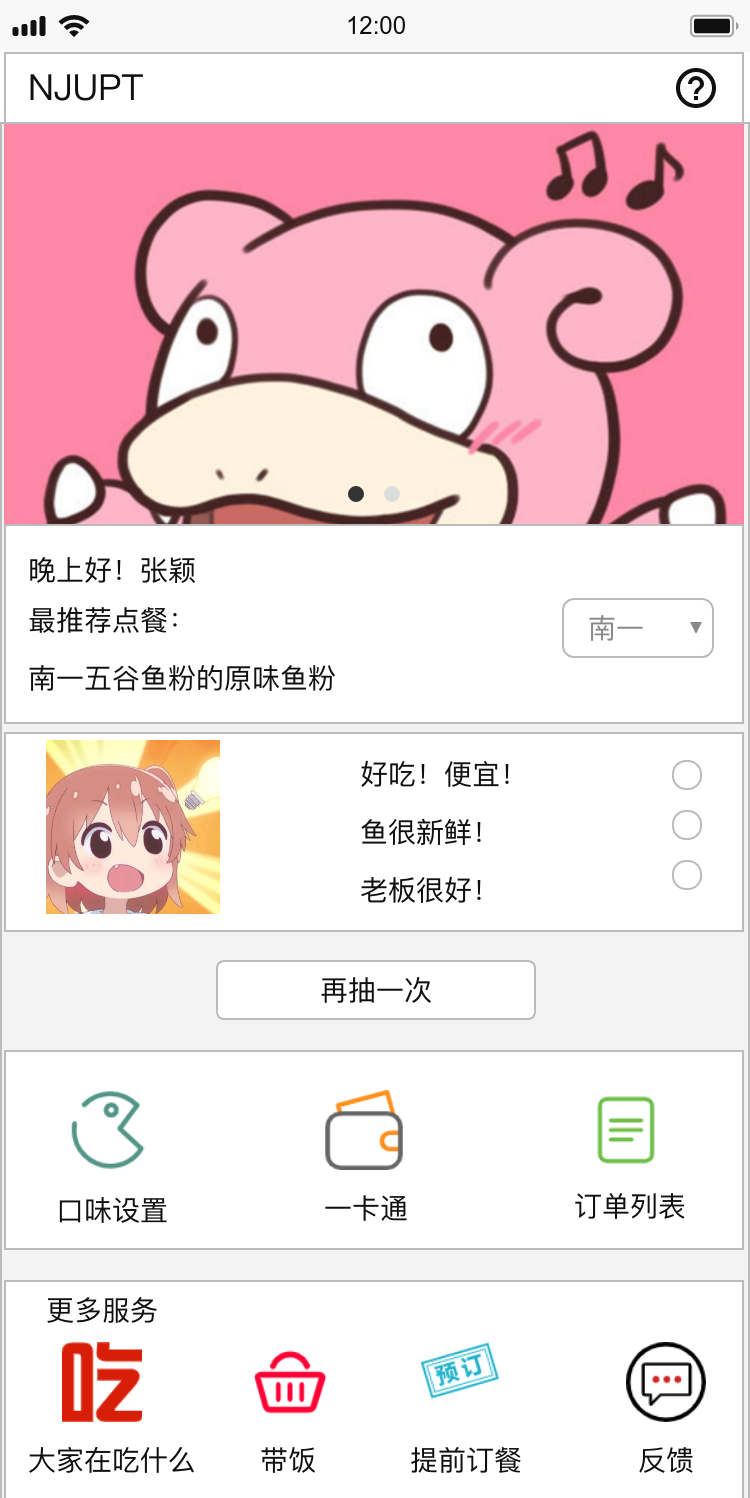 12:00
NJUPT
晚上好！张颖
最推荐点餐：
南一 ▼
南一五谷鱼粉的原味鱼粉
好吃！便宜！
鱼很新鲜！
老板很好！
再抽一次
口味设置
一卡通
订单列表
更多服务
吃
预订
大家在吃什么
带饭
提前订餐
反馈